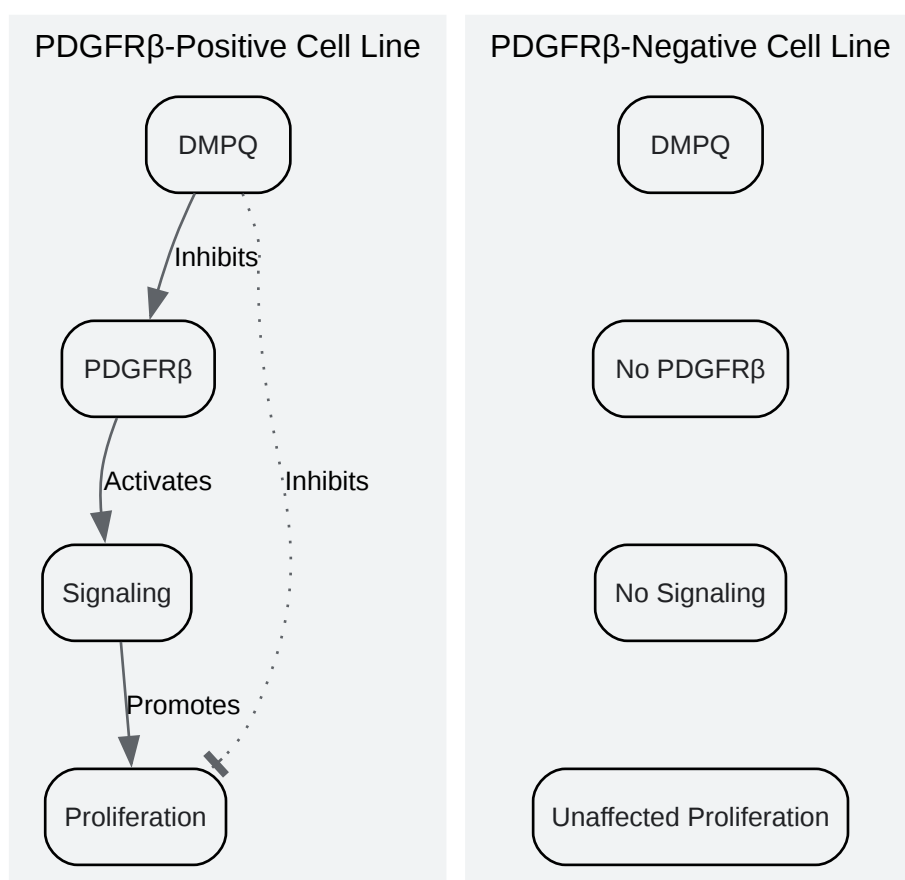 PDGFRβ-Positive Cell Line
DMPQ
Inhibits
PDGFRβ
Activates
Inhibits
Signaling
Promotes
Proliferation
PDGFRβ-Negative Cell Line
DMPQ
No PDGFRβ
No Signaling
Unaffected Proliferation